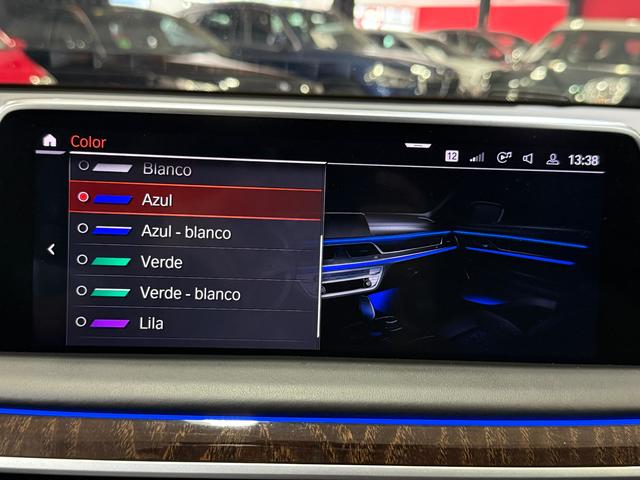 Color
12
13:38
Blanco
Azul
Azul - blanco
Verde
Verde - blanco
Lila